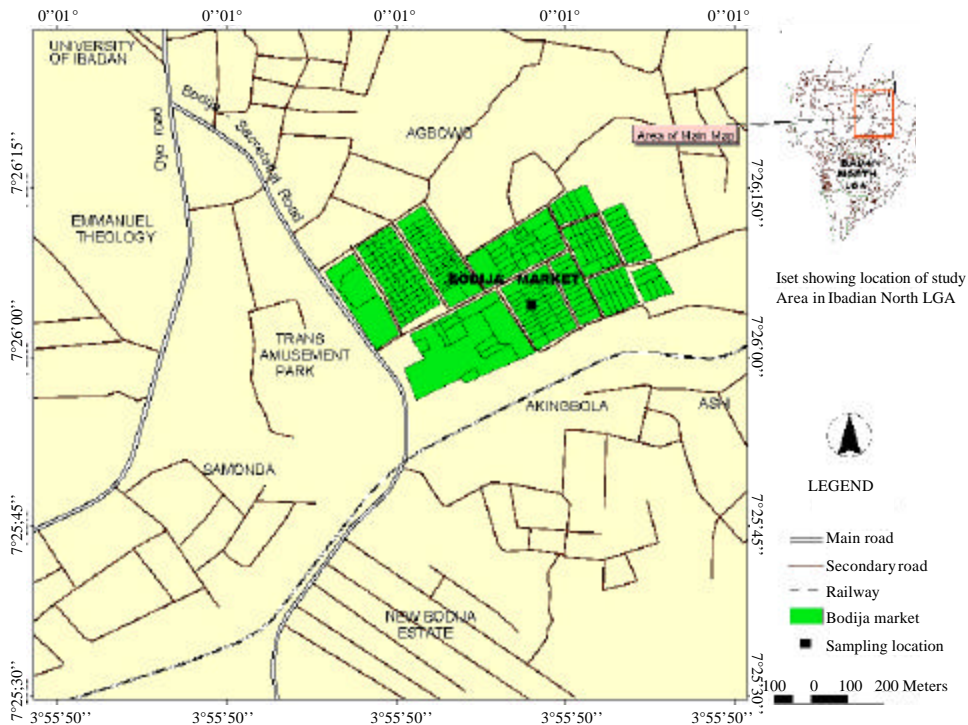 0’’01° 0’’01° 0’’01° 0’’01° 0’’01°
UNIVERSITY
OF IBADAN
Bodija - Secretariat Road
Oyo road
AGBOWO
Area of Main Map
IBADAN
NORTH
LGA
7°26’15’’
7°26’150’’
EMMANUEL
THEOLOGY
BODIJA MARKET
Iset showing location of study
Area in Ibadian North LGA
7°26’00’’
7°26’00’’
TRANS
AMUSEMENT
PARK
AKINGBOLA
ASHI
SAMONDA
LEGEND
7°25’45’’
7°25’45’’
Main road
Secondary road
Railway
Bodija market
Sampling location
NEW BODIJA
ESTATE
7°25’30’’
7°25’30’’
100 0 100 200 Meters
3°55’50’’ 3°55’50’’ 3°55’50’’ 3°55’50’’ 3°55’50’’